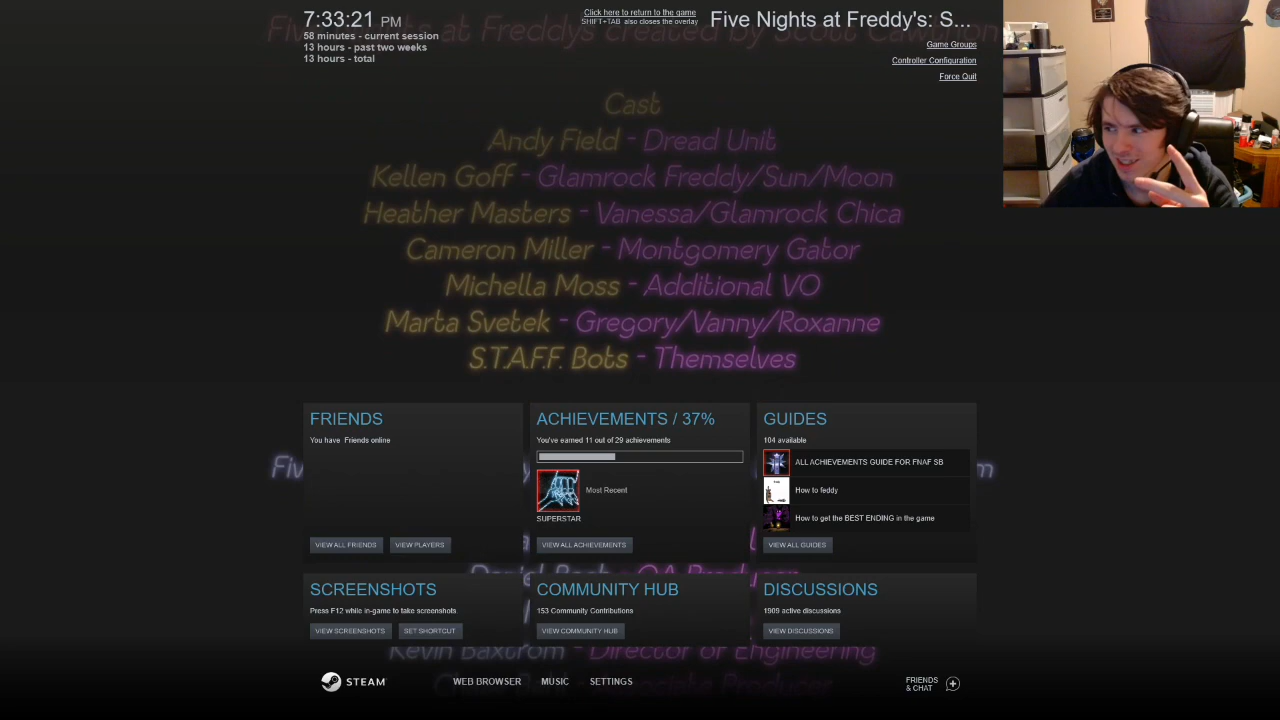 7:33:21 PM
58 minutes - current session
13 hours - past two weeks
13 hours - total
Click here to return to the game
SHIFT+TAB also closes the overlay
Five Nights at Freddy's: S...
Game Groups
Controller Configuration
Force Quit
at Freddys created by Scott
Cast
Andy Field - Dread Unit
Kellen Goff - Glamrock Freddy/Sun/Moon
Heather Masters - Vanessa/Glamrock Chica
Cameron Miller - Montgomery Gator
Michella Moss - Additional VO
Marta Svetek - Gregory/Vanny/Roxanne
S.T.A.F.F. Bots - Themselves
FRIENDS
You have Friends online
VIEW ALL FRIENDS
VIEW PLAYERS
ACHIEVEMENTS / 37%
You've earned 11 out of 29 achievements
Most Recent
SUPERSTAR
VIEW ALL ACHIEVEMENTS
GUIDES
104 available
ALL ACHIEVEMENTS GUIDE FOR FNAF SB
How to feddy
How to get the BEST ENDING in the game
VIEW ALL GUIDES
SCREENSHOTS
Press F12 while in-game to take screenshots
VIEW SCREENSHOTS
SET SHORTCUT
COMMUNITY HUB
153 Community Contributions
VIEW COMMUNITY HUB
DISCUSSIONS
1909 active discussions
VIEW DISCUSSIONS
Kevin Baxtrom - Director of Engineering
STEAM
WEB BROWSER
MUSIC
SETTINGS
FRIENDS
& CHAT